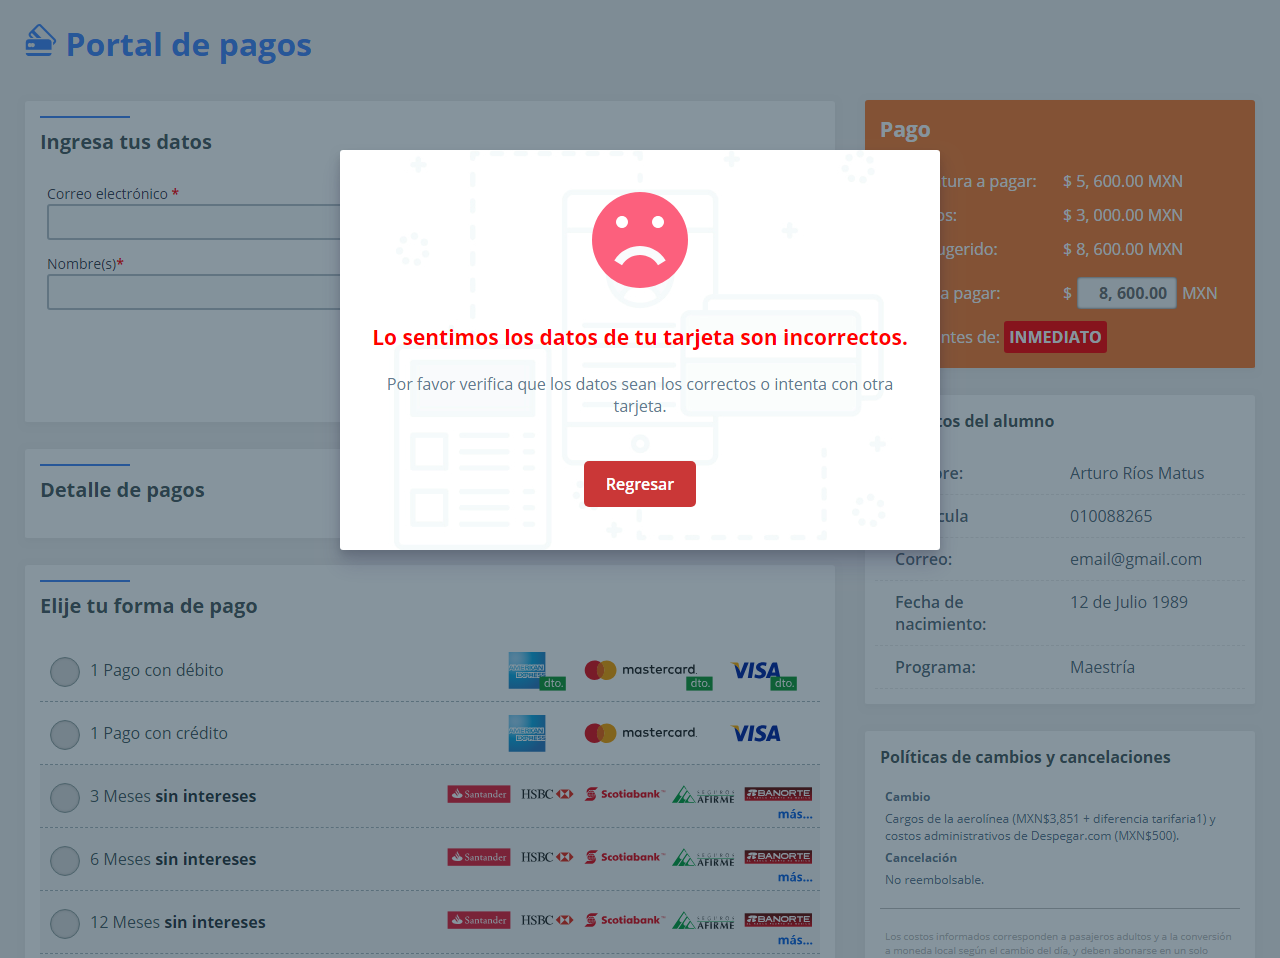 Portal de pagos
Ingresa tus datos
Correo electrónico *
Nombre(s)*
Detalle de pagos
Elije tu forma de pago
1 Pago con débito
AMERICAN EXPRESS dto.
mastercard. dto.
VISA dto.
1 Pago con crédito
AMERICAN EXPRESS
mastercard.
VISA
3 Meses sin intereses
Santander HSBC Scotiabank SEGUROS AFIRME BANORTE
más...
6 Meses sin intereses
Santander HSBC Scotiabank SEGUROS AFIRME BANORTE
más...
12 Meses sin intereses
Santander HSBC Scotiabank SEGUROS AFIRME BANORTE
más...
Lo sentimos los datos de tu tarjeta son incorrectos.
Por favor verifica que los datos sean los correctos o intenta con otra
tarjeta.
Regresar
Pago
tura a pagar: $ 5, 600.00 MXN
os: $ 3, 000.00 MXN
ugerido: $ 8, 600.00 MXN
a pagar: $ 8, 600.00 MXN
ntes de: INMEDIATO
tos del alumno
re: Arturo Ríos Matus
cula 010088265
Correo: email@gmail.com
Fecha de
nacimiento: 12 de Julio 1989
Programa: Maestría
Políticas de cambios y cancelaciones
Cambio
Cargos de la aerolínea (MXN$3,851 + diferencia tarifaria1) y
costos administrativos de Despegar.com (MXN$500).
Cancelación
No reembolsable.
Los costos informados corresponden a pasajeros adultos y a la conversión
a moneda local según el cambio del día, y deben abonarse en un solo